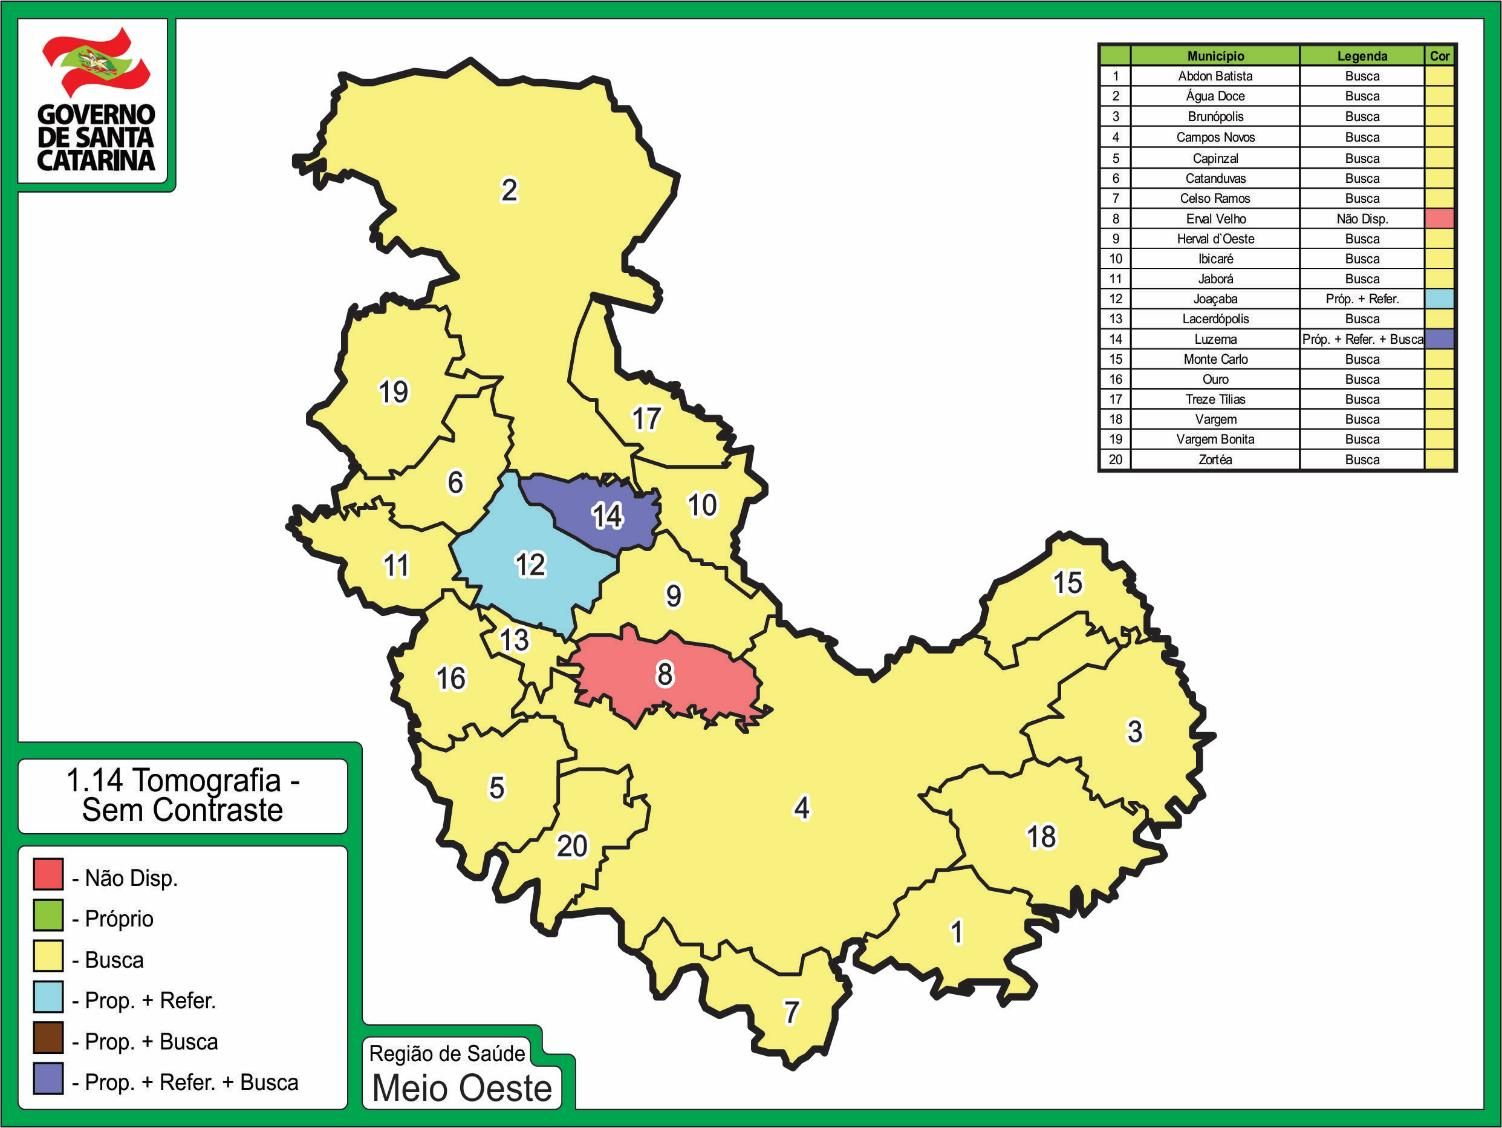 GOVERNO
DE SANTA
CATARINA
Município Legenda Cor
1 Abdon Batista Busca
2 Água Doce Busca
3 Brunópolis Busca
4 Campos Novos Busca
5 Capinzal Busca
6 Catanduvas Busca
7 Celso Ramos Busca
8 Erval Velho Não Disp.
9 Herval d`Oeste Busca
10 Ibicaré Busca
11 Jaborá Busca
12 Joaçaba Próp. + Refer.
13 Lacerdópolis Busca
14 Luzerna Próp. + Refer. + Busca
15 Monte Carlo Busca
16 Ouro Busca
17 Treze Tílias Busca
18 Vargem Busca
19 Vargem Bonita Busca
20 Zortéa Busca
2
19
17
6
10
14
12
11
15
9
13
8
16
3
5
4
20
18
1
7
1.14 Tomografia -
Sem Contraste
- Não Disp.
- Próprio
- Busca
- Prop. + Refer.
- Prop. + Busca
- Prop. + Refer. + Busca
Região de Saúde
Meio Oeste